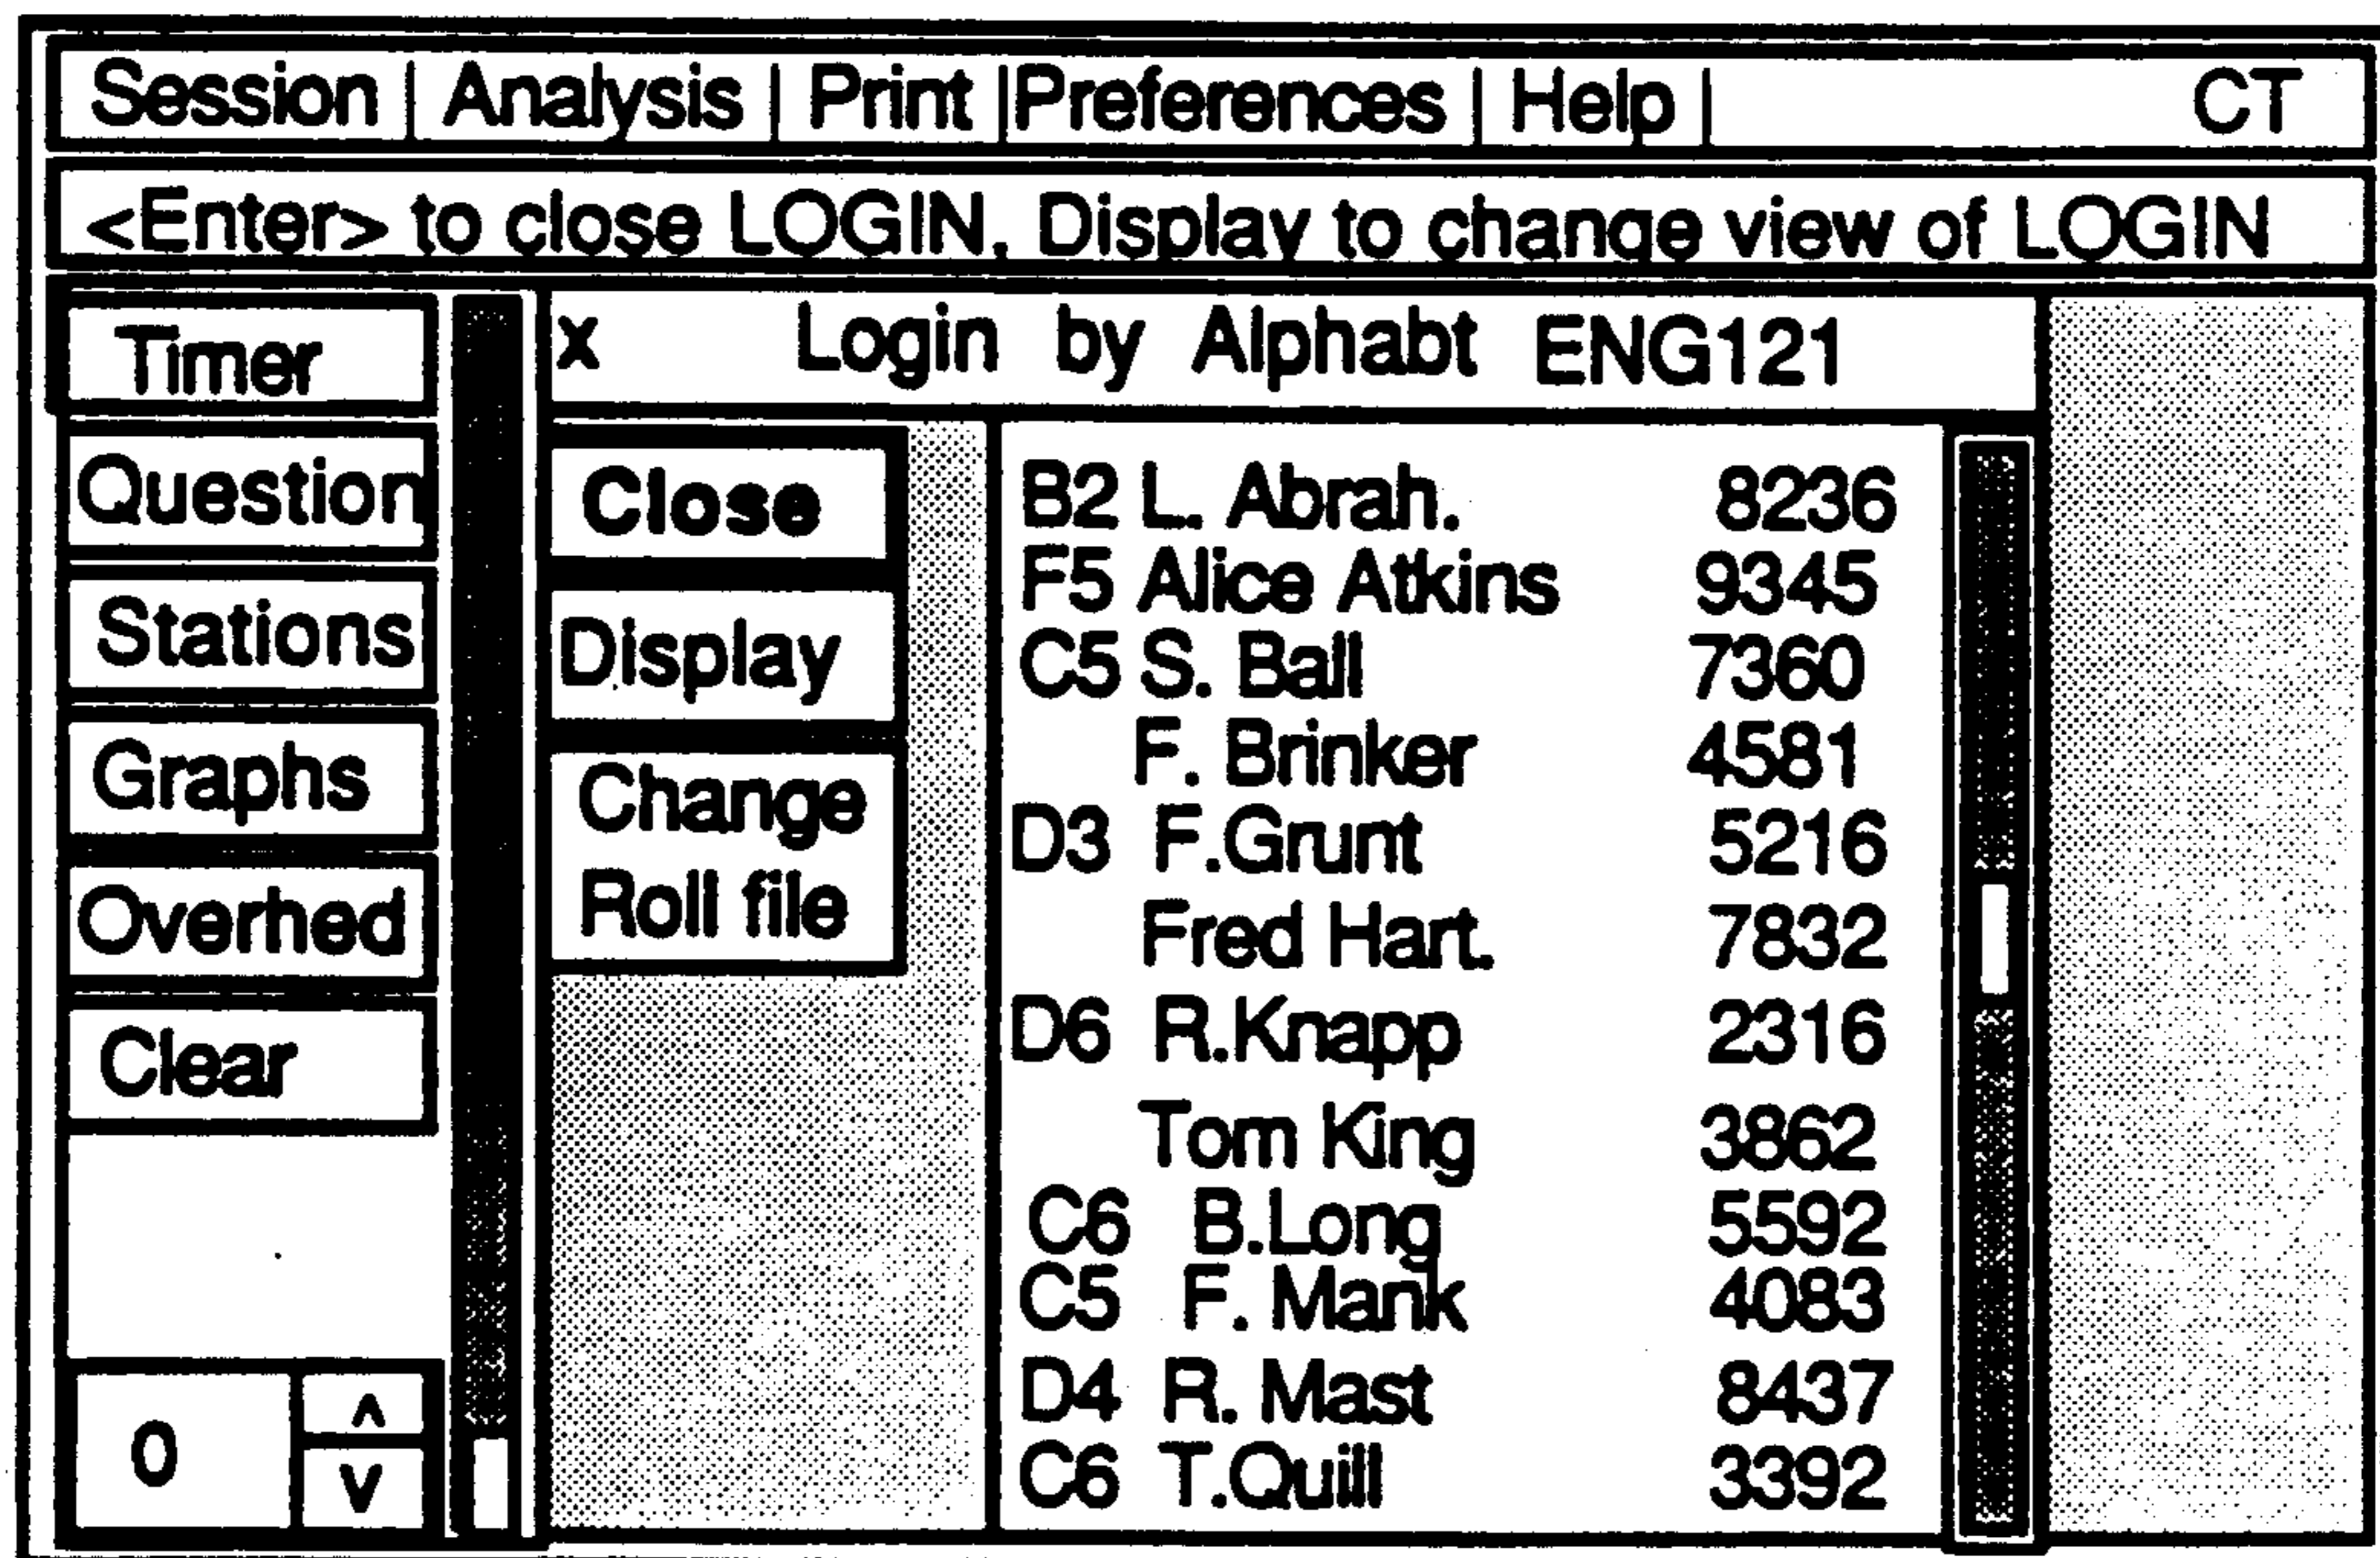 Session | Analysis | Print | Preferences | Help | CT
<Enter> to close LOGIN, Display to change view of LOGIN
Timer
Question
Stations
Graphs
Overhed
Clear
0
^
v
x Login by Alphabt ENG121
Close
Display
Change
Roll file
B2 L. Abrah. 8236
F5 Alice Atkins 9345
C5 S. Ball 7360
F. Brinker 4581
D3 F.Grunt 5216
Fred Hart. 7832
D6 R.Knapp 2316
Tom King 3862
C6 B.Long 5592
C5 F. Mank 4083
D4 R. Mast 8437
C6 T.Quill 3392